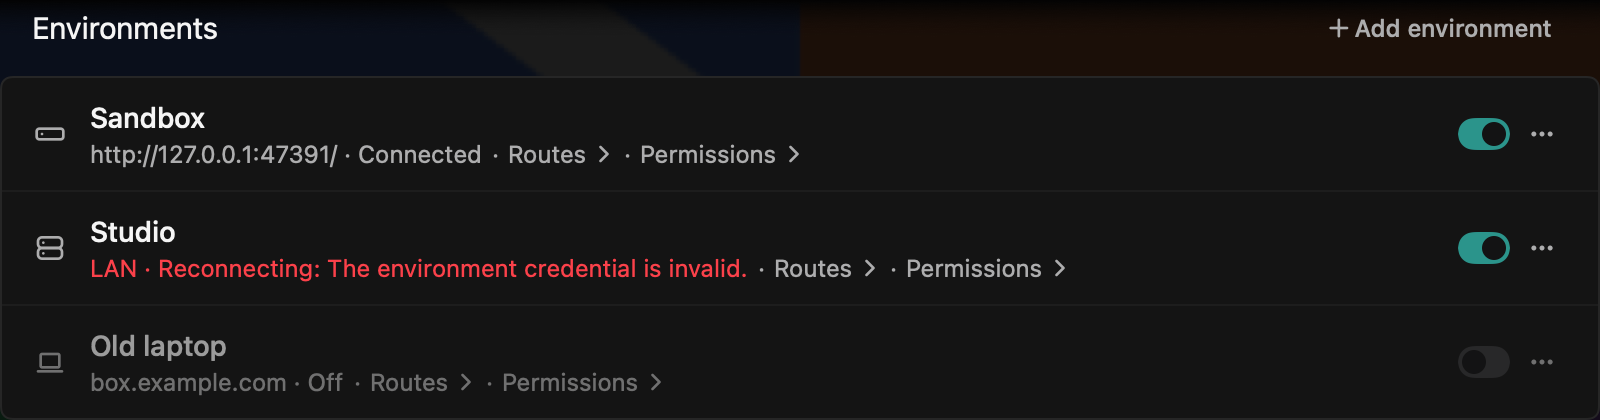 Environments
+ Add environment
Sandbox
http://127.0.0.1:47391/ · Connected · Routes > · Permissions >
Studio
LAN · Reconnecting: The environment credential is invalid. · Routes > · Permissions >
Old laptop
box.example.com · Off · Routes > · Permissions >